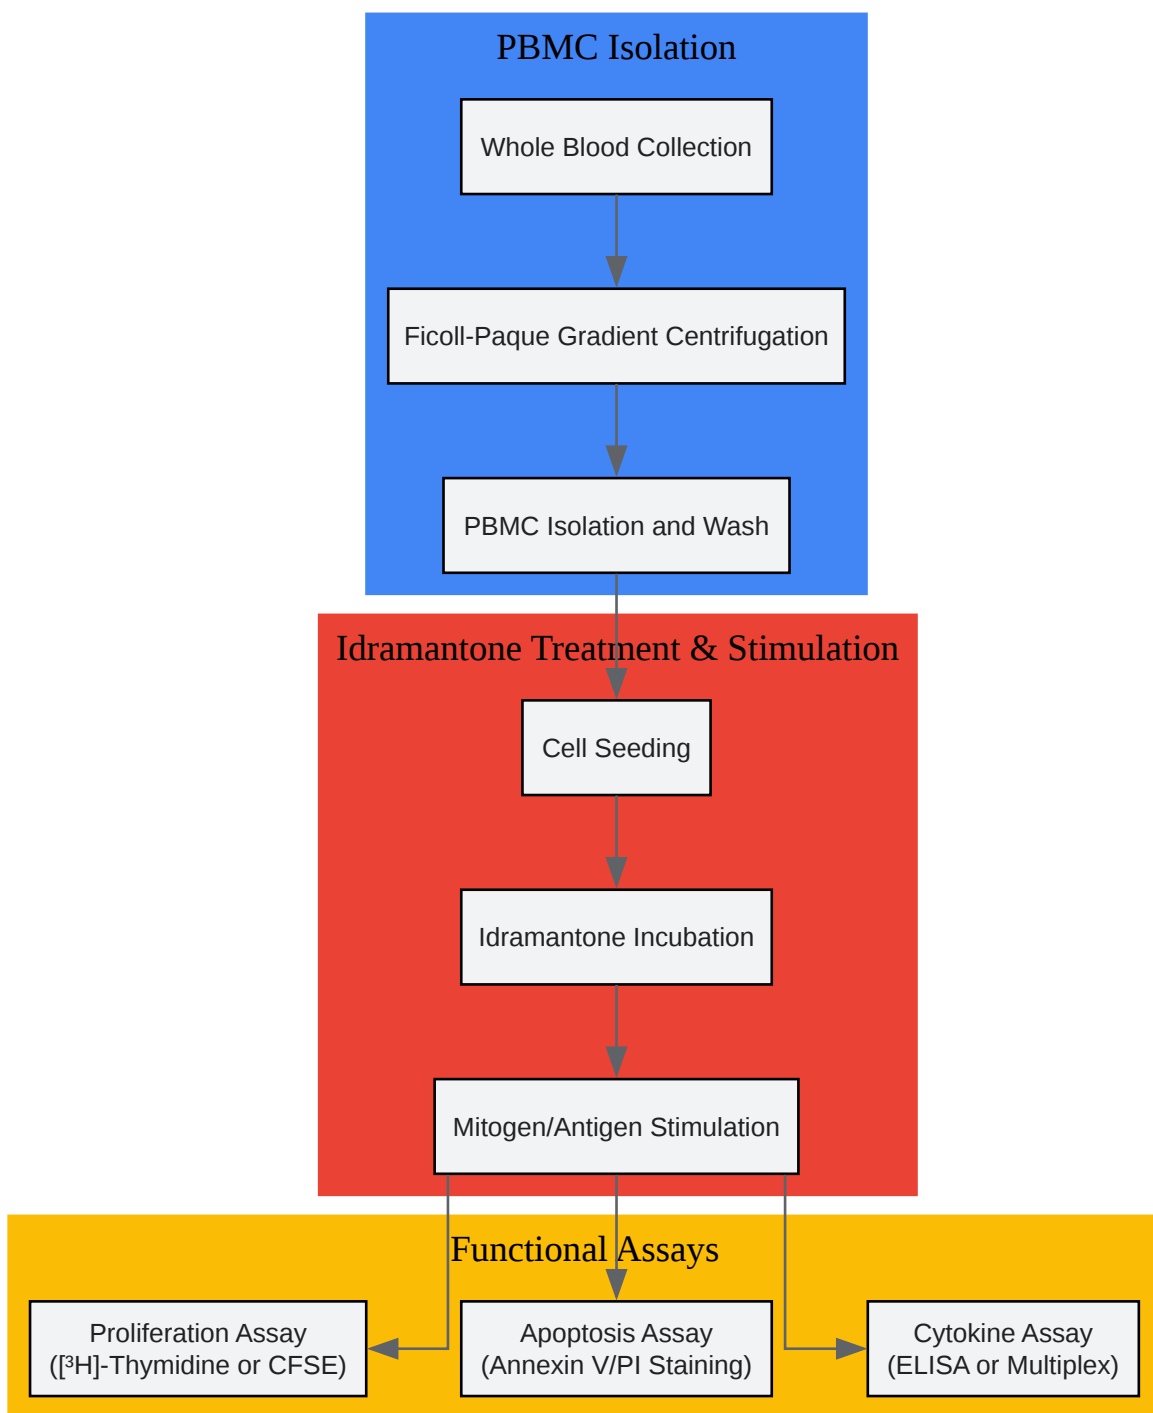 PBMC Isolation
Whole Blood Collection
Ficoll-Paque Gradient Centrifugation
PBMC Isolation and Wash
Idramantone Treatment & Stimulation
Cell Seeding
Idramantone Incubation
Mitogen/Antigen Stimulation
Functional Assays
Proliferation Assay
([³H]-Thymidine or CFSE)
Apoptosis Assay
(Annexin V/PI Staining)
Cytokine Assay
(ELISA or Multiplex)